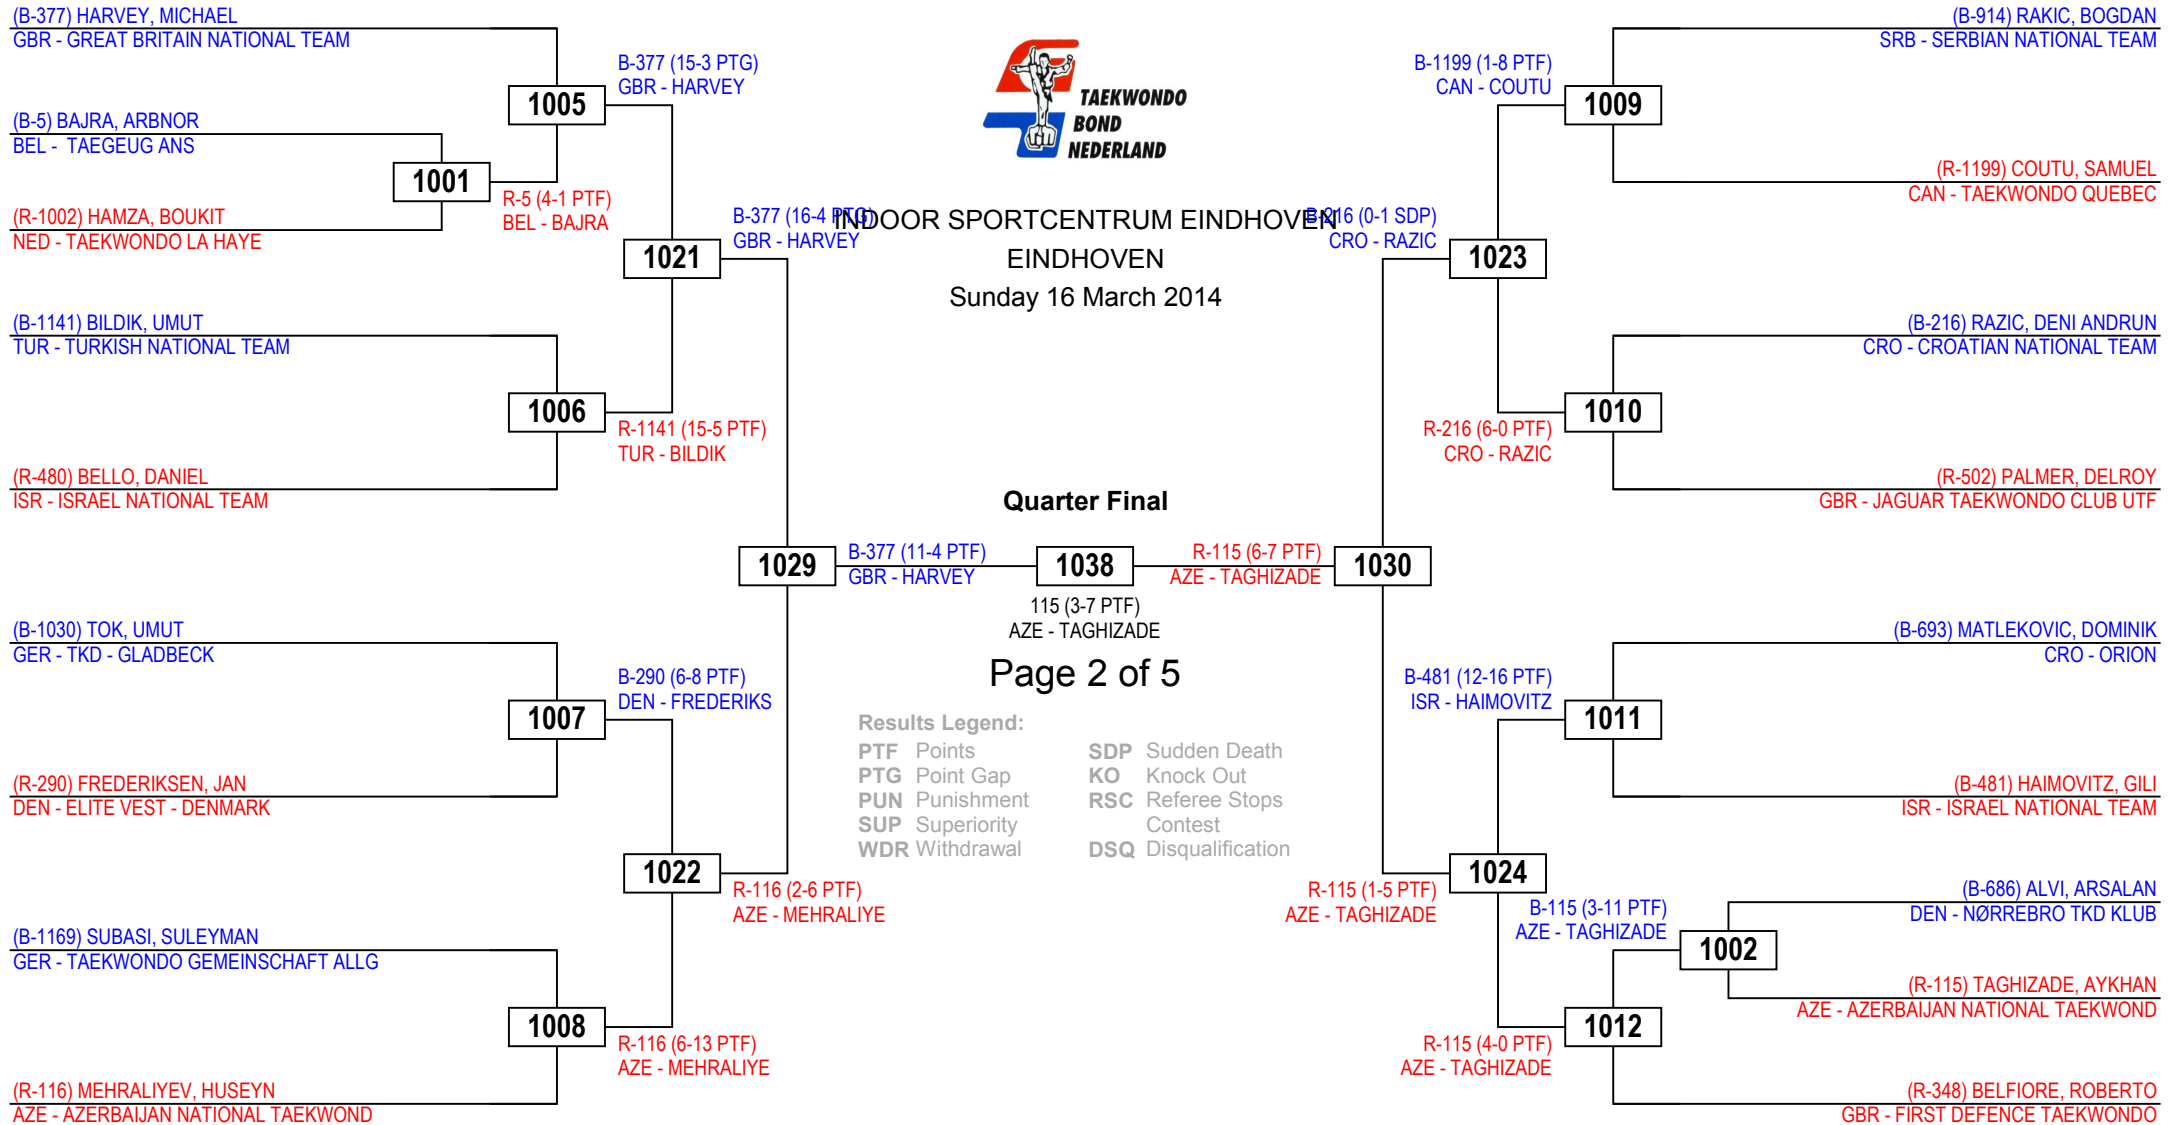 (B-377) HARVEY, MICHAEL
GBR - GREAT BRITAIN NATIONAL TEAM
(B-5) BAJRA, ARBNOR
BEL - TAEGEUG ANS
(R-1002) HAMZA, BOUKIT
NED - TAEKWONDO LA HAYE
(B-1141) BILDIK, UMUT
TUR - TURKISH NATIONAL TEAM
(R-480) BELLO, DANIEL
ISR - ISRAEL NATIONAL TEAM
(B-1030) TOK, UMUT
GER - TKD - GLADBECK
(R-290) FREDERIKSEN, JAN
DEN - ELITE VEST - DENMARK
(B-1169) SUBASI, SULEYMAN
GER - TAEKWONDO GEMEINSCHAFT ALLG
(R-116) MEHRALIYEV, HUSEYN
AZE - AZERBAIJAN NATIONAL TAEKWOND
1001
R-5 (4-1 PTF)
BEL - BAJRA
1005
B-377 (15-3 PTG)
GBR - HARVEY
1006
R-1141 (15-5 PTF)
TUR - BILDIK
1007
B-290 (6-8 PTF)
DEN - FREDERIKS
1008
R-116 (6-13 PTF)
AZE - MEHRALIYE
1021
B-377 (16-4 PTG)
GBR - HARVEY
1022
R-116 (2-6 PTF)
AZE - MEHRALIYE
1029
B-377 (11-4 PTF)
GBR - HARVEY
TAEKWONDO
BOND
NEDERLAND
INDOOR SPORTCENTRUM EINDHOVEN
EINDHOVEN
Sunday 16 March 2014
Quarter Final
1038
115 (3-7 PTF)
AZE - TAGHIZADE
Page 2 of 5
Results Legend:
PTF Points
PTG Point Gap
PUN Punishment
SUP Superiority
WDR Withdrawal
SDP Sudden Death
KO Knock Out
RSC Referee Stops
Contest
DSQ Disqualification
R-115 (6-7 PTF)
AZE - TAGHIZADE
1030
B-216 (0-1 SDP)
CRO - RAZIC
1023
R-115 (1-5 PTF)
AZE - TAGHIZADE
1024
B-1199 (1-8 PTF)
CAN - COUTU
1009
R-216 (6-0 PTF)
CRO - RAZIC
1010
B-481 (12-16 PTF)
ISR - HAIMOVITZ
1011
R-115 (4-0 PTF)
AZE - TAGHIZADE
1012
B-115 (3-11 PTF)
AZE - TAGHIZADE
1002
(B-914) RAKIC, BOGDAN
SRB - SERBIAN NATIONAL TEAM
(R-1199) COUTU, SAMUEL
CAN - TAEKWONDO QUEBEC
(B-216) RAZIC, DENI ANDRUN
CRO - CROATIAN NATIONAL TEAM
(R-502) PALMER, DELROY
GBR - JAGUAR TAEKWONDO CLUB UTF
(B-693) MATLEKOVIC, DOMINIK
CRO - ORION
(B-481) HAIMOVITZ, GILI
ISR - ISRAEL NATIONAL TEAM
(B-686) ALVI, ARSALAN
DEN - NØRREBRO TKD KLUB
(R-115) TAGHIZADE, AYKHAN
AZE - AZERBAIJAN NATIONAL TAEKWOND
(R-348) BELFIORE, ROBERTO
GBR - FIRST DEFENCE TAEKWONDO